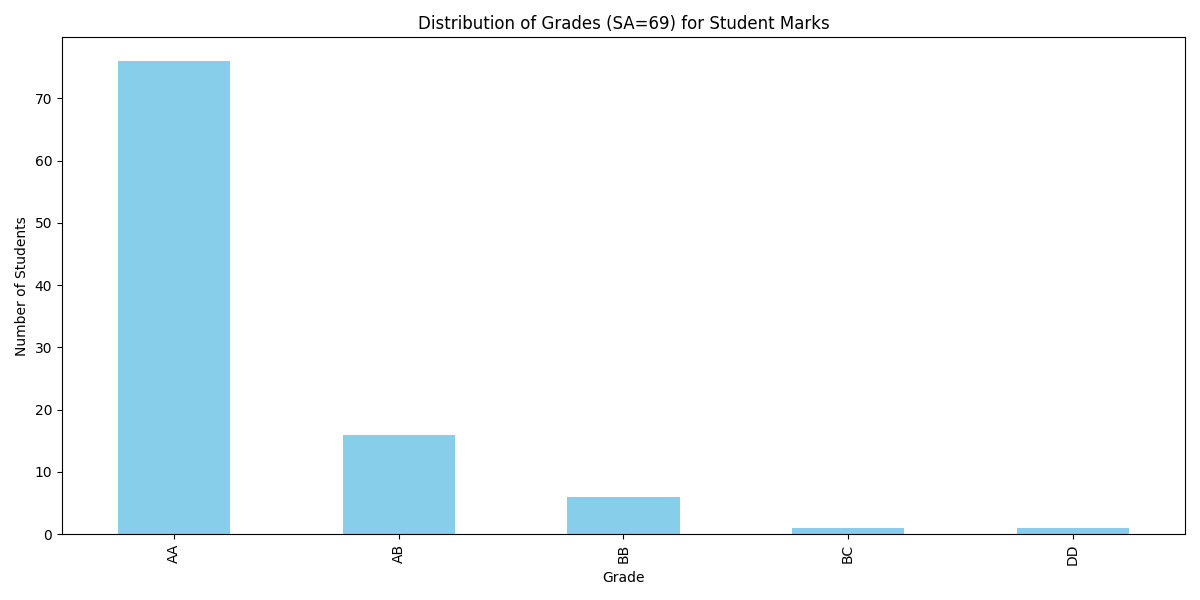 Distribution of Grades (SA=69) for Student Marks
Number of Students
70
60
50
40
30
20
10
0
AA
AB
BB
BC
DD
Grade